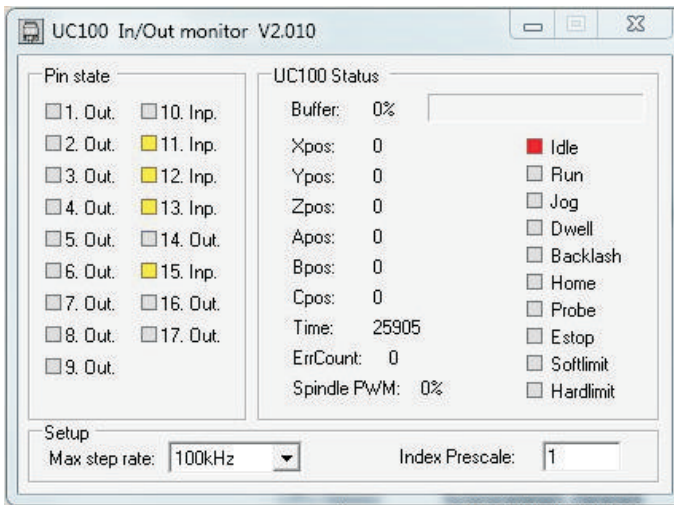 UC100 In/Out monitor V2.010
Pin state
1. Out. 10. Inp.
2. Out. 11. Inp.
3. Out. 12. Inp.
4. Out. 13. Inp.
5. Out. 14. Out.
6. Out. 15. Inp.
7. Out. 16. Out.
8. Out. 17. Out.
9. Out.
UC100 Status
Buffer: 0%
Xpos: 0
Ypos: 0
Zpos: 0
Apos: 0
Bpos: 0
Cpos: 0
Time: 25905
ErrCount: 0
Spindle PWM: 0%
Idle
Run
Jog
Dwell
Backlash
Home
Probe
Estop
Softlimit
Hardlimit
Setup
Max step rate: 100kHz Index Prescale: 1